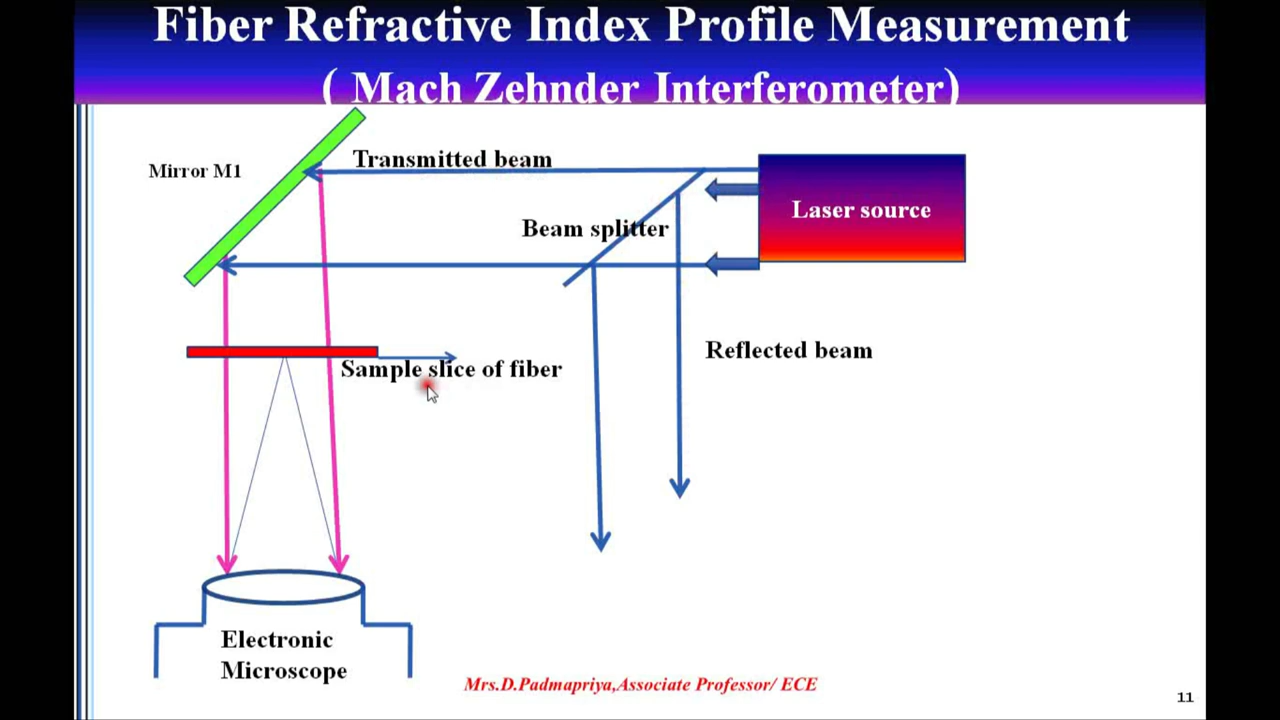 Fiber Refractive Index Profile Measurement
( Mach Zehnder Interferometer)
Mirror M1
Transmitted beam
Laser source
Beam splitter
Reflected beam
Sample slice of fiber
Electronic
Microscope
Mrs.D.Padmapriya,Associate Professor/ ECE
11